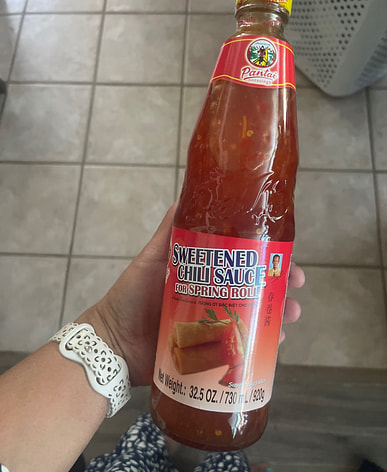 Pantai
SWEETENED
CHILI SAUCE
FOR SPRING ROLL
Net Weight.: 32.5 OZ. / 730 mL / 920g